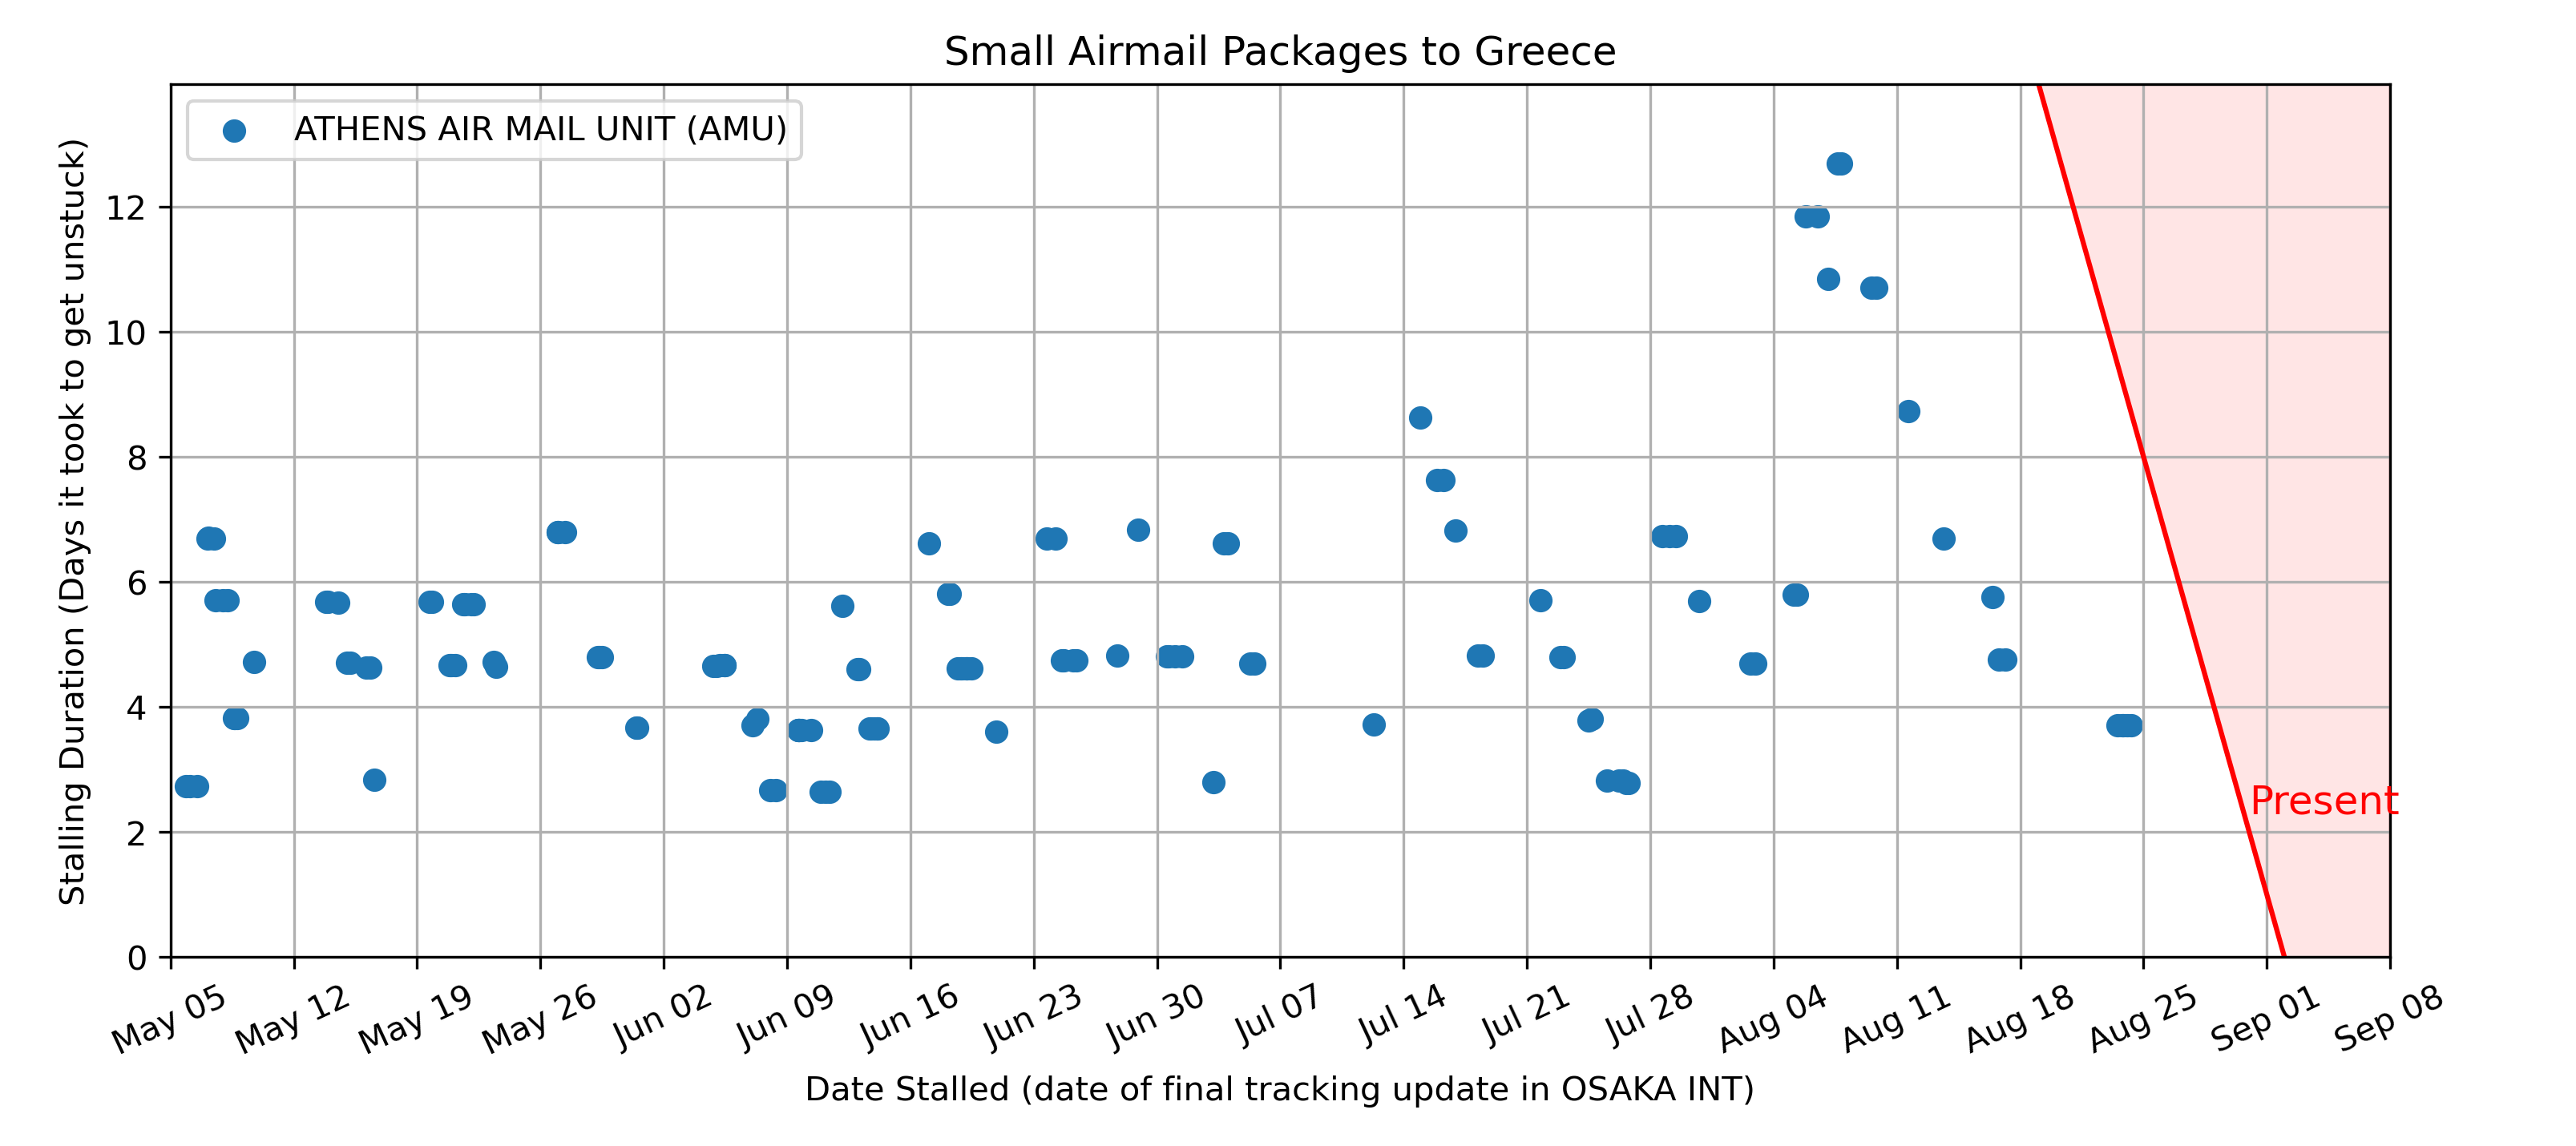 Small Airmail Packages to Greece
ATHENS AIR MAIL UNIT (AMU)
Stalling Duration (Days it took to get unstuck)
12
10
8
6
4
2
0
Present
May 05 May 12 May 19 May 26 Jun 02 Jun 09 Jun 16 Jun 23 Jun 30 Jul 07 Jul 14 Jul 21 Jul 28 Aug 04 Aug 11 Aug 18 Aug 25 Sep 01 Sep 08
Date Stalled (date of final tracking update in OSAKA INT)